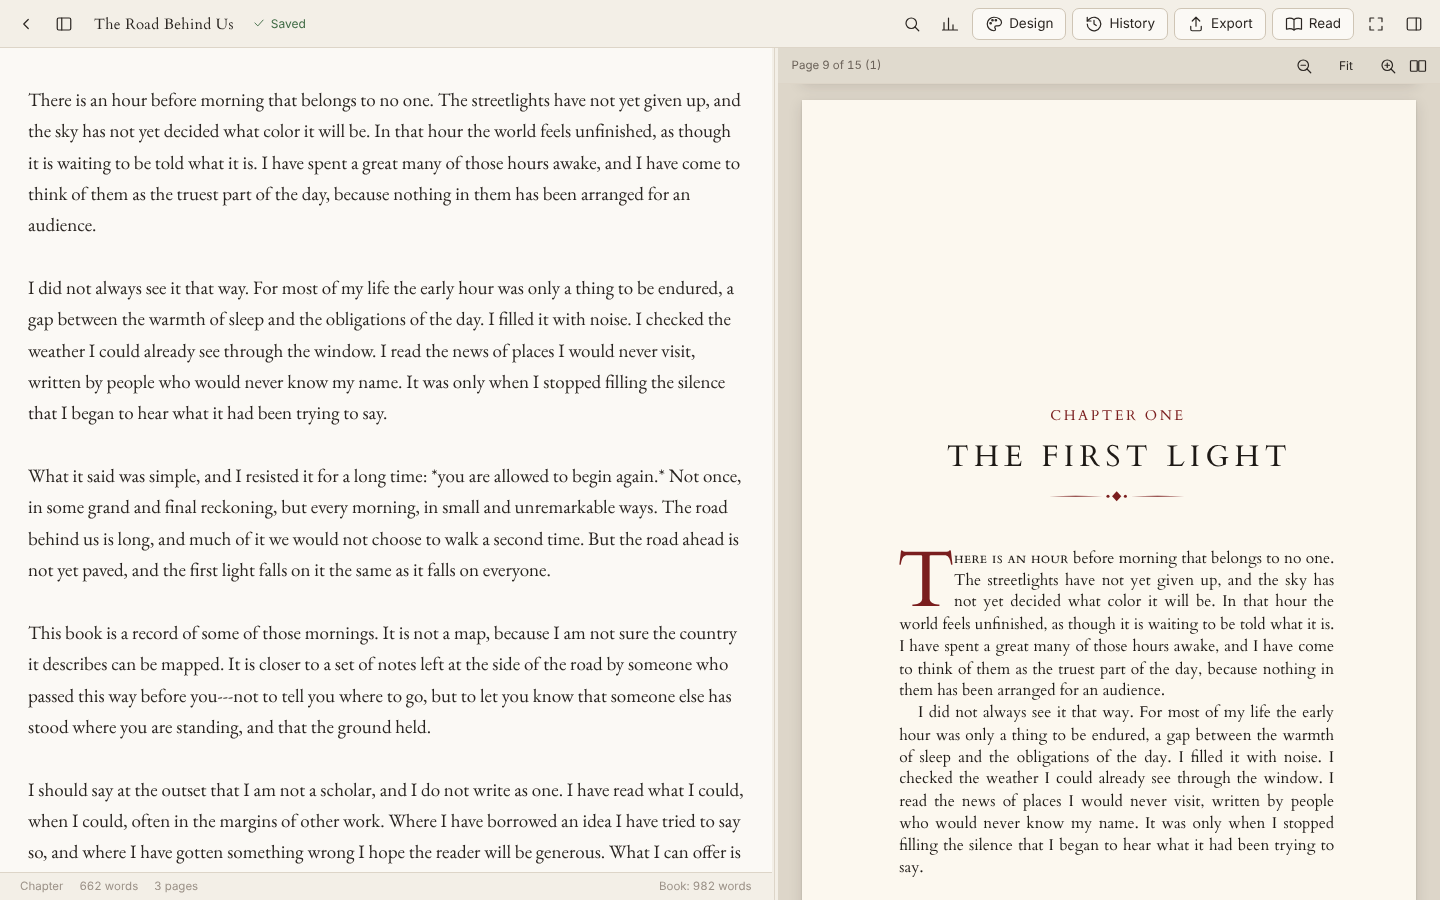 The Road Behind Us
Saved
Design
History
Export
Read
There is an hour before morning that belongs to no one. The streetlights have not yet given up, and
the sky has not yet decided what color it will be. In that hour the world feels unfinished, as though
it is waiting to be told what it is. I have spent a great many of those hours awake, and I have come to
think of them as the truest part of the day, because nothing in them has been arranged for an
audience.
I did not always see it that way. For most of my life the early hour was only a thing to be endured, a
gap between the warmth of sleep and the obligations of the day. I filled it with noise. I checked the
weather I could already see through the window. I read the news of places I would never visit,
written by people who would never know my name. It was only when I stopped filling the silence
that I began to hear what it had been trying to say.
What it said was simple, and I resisted it for a long time: *you are allowed to begin again.* Not once,
in some grand and final reckoning, but every morning, in small and unremarkable ways. The road
behind us is long, and much of it we would not choose to walk a second time. But the road ahead is
not yet paved, and the first light falls on it the same as it falls on everyone.
This book is a record of some of those mornings. It is not a map, because I am not sure the country
it describes can be mapped. It is closer to a set of notes left at the side of the road by someone who
passed this way before you---not to tell you where to go, but to let you know that someone else has
stood where you are standing, and that the ground held.
I should say at the outset that I am not a scholar, and I do not write as one. I have read what I could,
when I could, often in the margins of other work. Where I have borrowed an idea I have tried to say
so, and where I have gotten something wrong I hope the reader will be generous. What I can offer is
Chapter 662 words 3 pages
Book: 982 words
Page 9 of 15 (1)
Fit
CHAPTER ONE
THE FIRST LIGHT
THERE IS AN HOUR before morning that belongs to no one.
The streetlights have not yet given up, and the sky has
not yet decided what color it will be. In that hour the
world feels unfinished, as though it is waiting to be told what it is.
I have spent a great many of those hours awake, and I have come
to think of them as the truest part of the day, because nothing in
them has been arranged for an audience.
I did not always see it that way. For most of my life the early
hour was only a thing to be endured, a gap between the warmth
of sleep and the obligations of the day. I filled it with noise. I
checked the weather I could already see through the window. I
read the news of places I would never visit, written by people
who would never know my name. It was only when I stopped
filling the silence that I began to hear what it had been trying to
say.